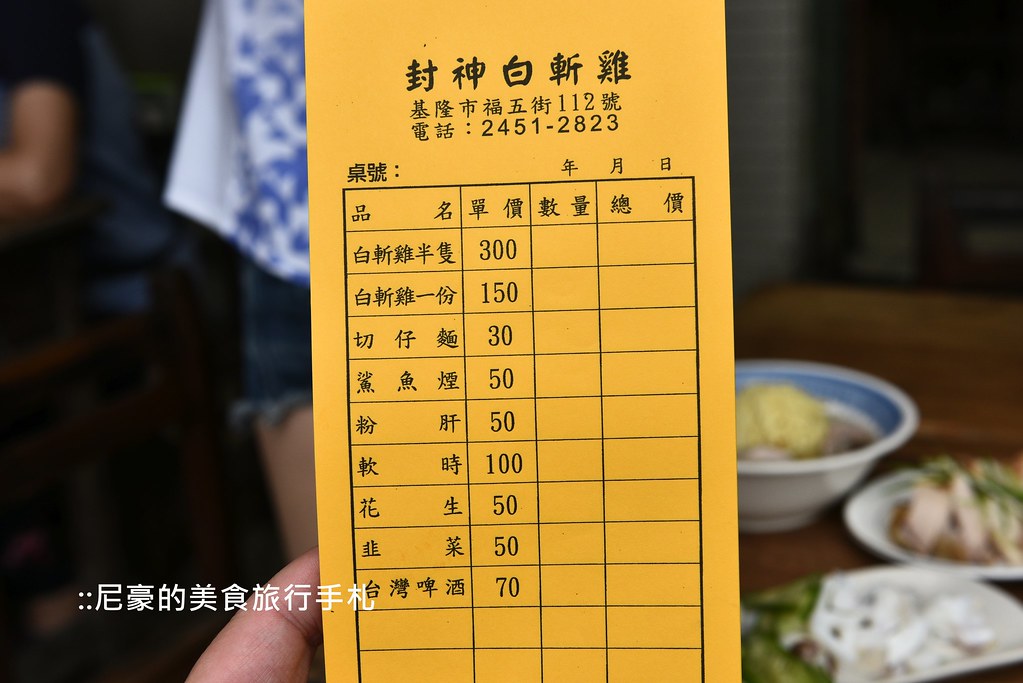 封神白斬雞
基隆市福五街112號
電話：2451-2823
桌號： 年 月 日
品名 單價 數量 總價
白斬雞半隻 300
白斬雞一份 150
切仔麵 30
鯊魚煙 50
粉肝 50
軟時 100
花生 50
韭菜 50
台灣啤酒 70
::尼豪的美食旅行手札